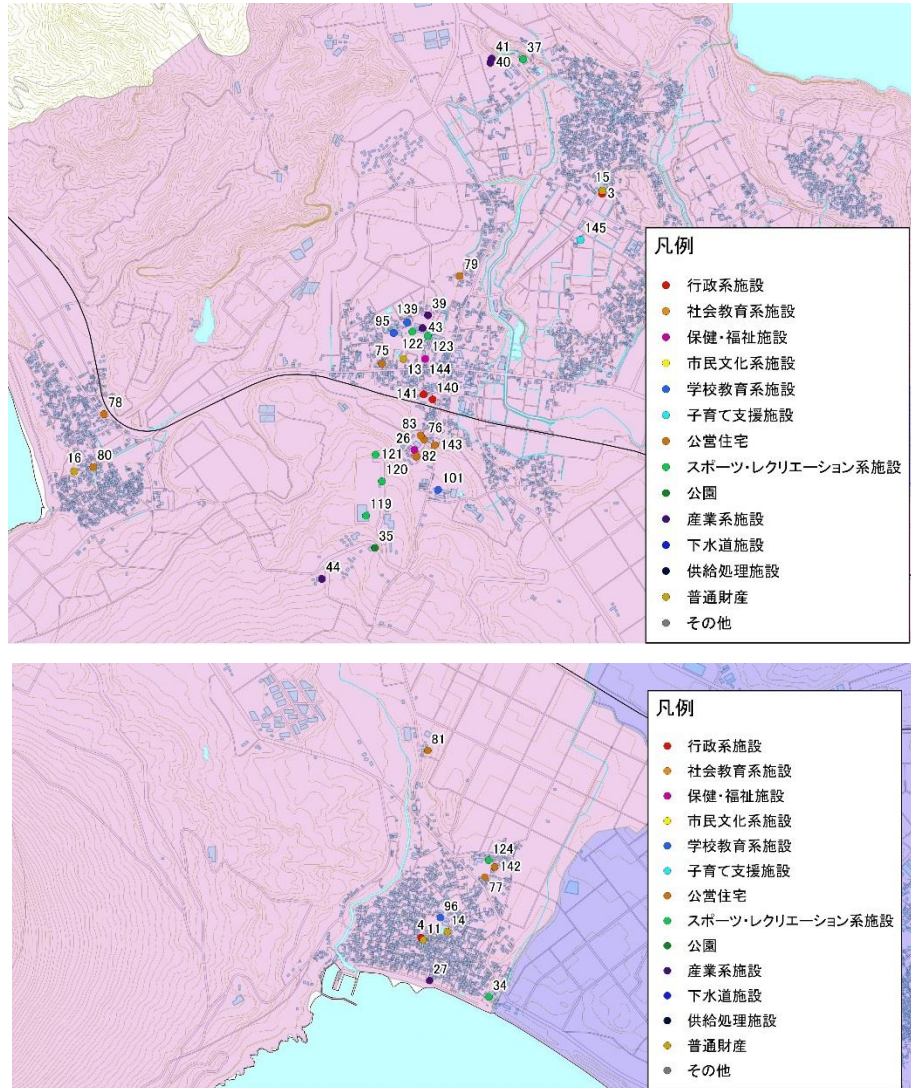 41
37
40
15
3
145
79
139
39
95
43
122
123
75
13
144
141
140
78
83
76
26
143
16
80
121
82
120
101
119
35
44
凡例
行政系施設
社会教育系施設
保健・福祉施設
市民文化系施設
学校教育系施設
子育て支援施設
公営住宅
スポーツ・レクリエーション系施設
公園
産業系施設
下水道施設
供給処理施設
普通財産
その他
81
124
142
77
96
4
11
14
27
34
凡例
行政系施設
社会教育系施設
保健・福祉施設
市民文化系施設
学校教育系施設
子育て支援施設
公営住宅
スポーツ・レクリエーション系施設
公園
産業系施設
下水道施設
供給処理施設
普通財産
その他